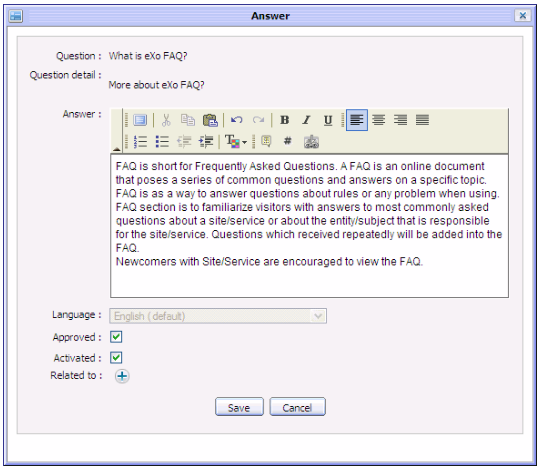 Answer
Question : What is eXo FAQ?
Question detail :
More about eXo FAQ?
Answer :
B I U
FAQ is short for Frequently Asked Questions. A FAQ is an online document
that poses a series of common questions and answers on a specific topic.
FAQ is as a way to answer questions about rules or any problem when using.
FAQ section is to familiarize visitors with answers to most commonly asked
questions about a site/service or about the entity/subject that is responsible
for the site/service. Questions which received repeatedly will be added into the
FAQ.
Newcomers with Site/Service are encouraged to view the FAQ.
Language : English ( default)
Approved :
Activated :
Related to :
Save Cancel